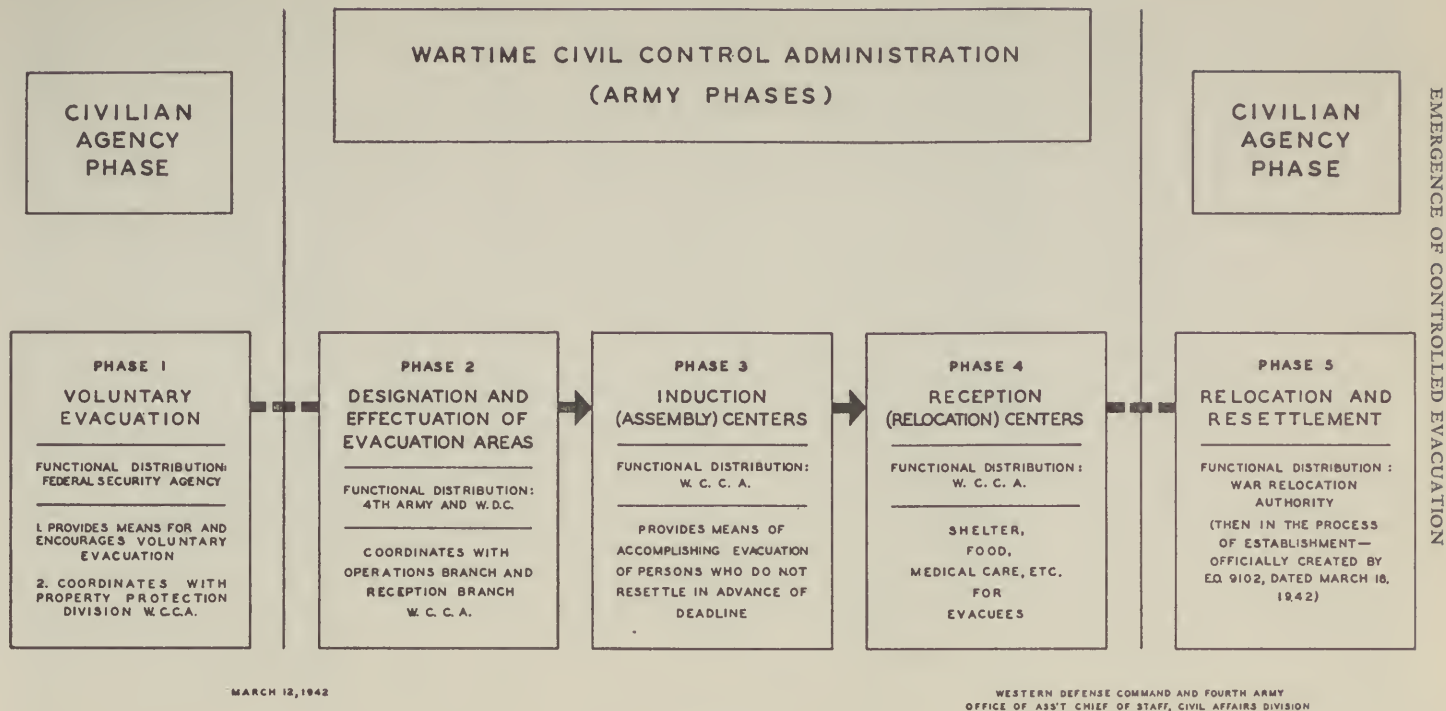 EMERGENCE OF CONTROLLED EVACUATION
CIVILIAN
AGENCY
PHASE
WARTIME CIVIL CONTROL ADMINISTRATION
(ARMY PHASES)
CIVILIAN
AGENCY
PHASE
PHASE 1
VOLUNTARY
EVACUATION
FUNCTIONAL DISTRIBUTION:
FEDERAL SECURITY AGENCY
1. PROVIDES MEANS FOR AND
ENCOURAGES VOLUNTARY
EVACUATION
2. COORDINATES WITH
PROPERTY PROTECTION
DIVISION W.C.C.A.
PHASE 2
DESIGNATION AND
EFFECTUATION OF
EVACUATION AREAS
FUNCTIONAL DISTRIBUTION:
4TH ARMY AND W.D.C.
COORDINATES WITH
OPERATIONS BRANCH AND
RECEPTION BRANCH
W. C. C. A.
PHASE 3
INDUCTION
(ASSEMBLY) CENTERS
FUNCTIONAL DISTRIBUTION:
W. C. C. A.
PROVIDES MEANS OF
ACCOMPLISHING EVACUATION
OF PERSONS WHO DO NOT
RESETTLE IN ADVANCE OF
DEADLINE
PHASE 4
RECEPTION
(RELOCATION) CENTERS
FUNCTIONAL DISTRIBUTION:
W. C. C. A.
SHELTER,
FOOD,
MEDICAL CARE, ETC.
FOR
EVACUEES
PHASE 5
RELOCATION AND
RESETTLEMENT
FUNCTIONAL DISTRIBUTION:
WAR RELOCATION
AUTHORITY
(THEN IN THE PROCESS
OF ESTABLISHMENT—
OFFICIALLY CREATED BY
E.O. 9102, DATED MARCH 18,
1942)
MARCH 12, 1942
WESTERN DEFENSE COMMAND AND FOURTH ARMY
OFFICE OF ASS'T CHIEF OF STAFF, CIVIL AFFAIRS DIVISION